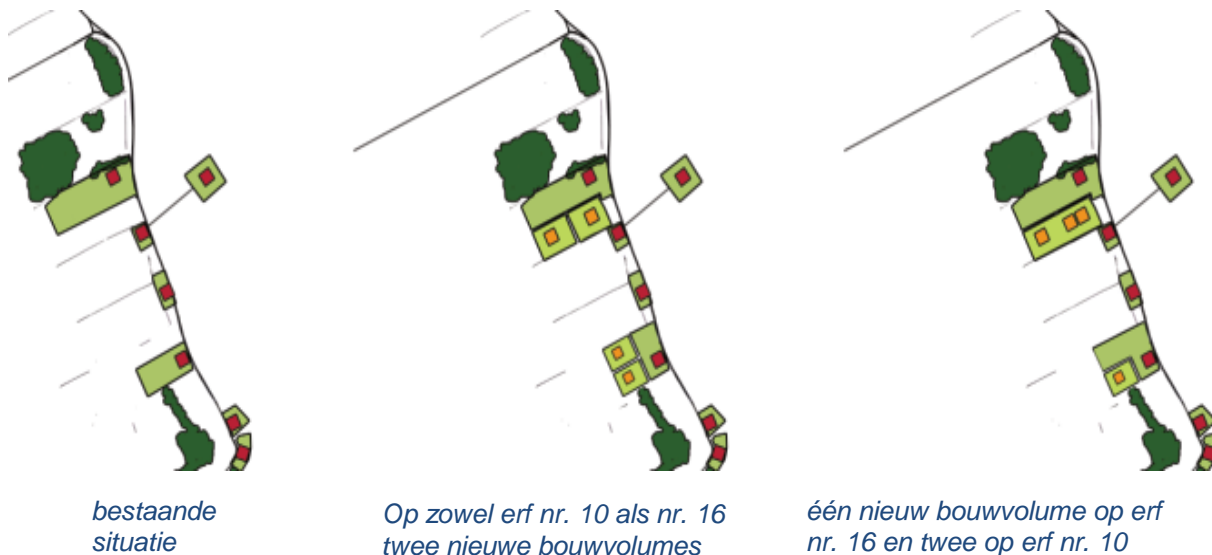 bestaande
situatie
Op zowel erf nr. 10 als nr. 16
twee nieuwe bouwvolumes
één nieuw bouwvolume op erf
nr. 16 en twee op erf nr. 10